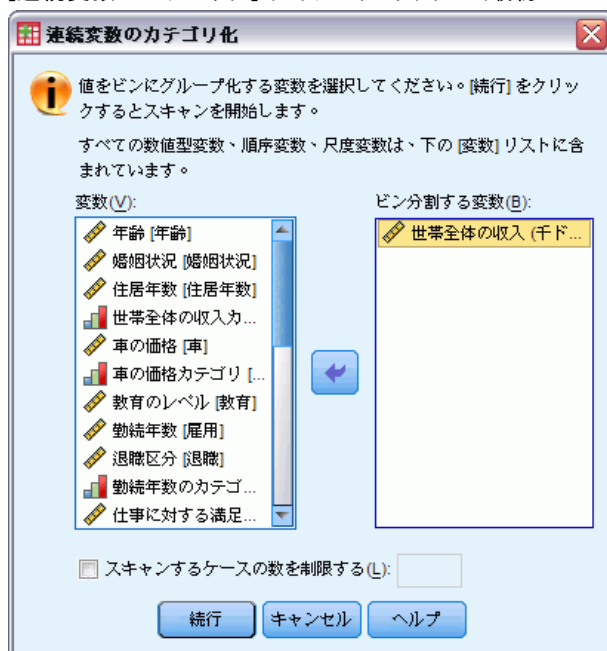 連続変数のカテゴリ化
値をビンにグループ化する変数を選択してください。[続行] をクリッ
クするとスキャンを開始します。
すべての数値型変数、順序変数、尺度変数は、下の [変数] リストに含
まれています。
変数(V):
年齢 [年齢]
婚姻状況 [婚姻状況]
住居年数 [住居年数]
世帯全体の収入カ...
車の価格 [車]
車の価格カテゴリ [...
教育のレベル [教育]
勤続年数 [雇用]
退職区分 [退職]
勤続年数のカテゴ...
仕事に対する満足...
ビン分割する変数(B):
世帯全体の収入 (千ド...
スキャンするケースの数を制限する(L):
続行 キャンセル ヘルプ